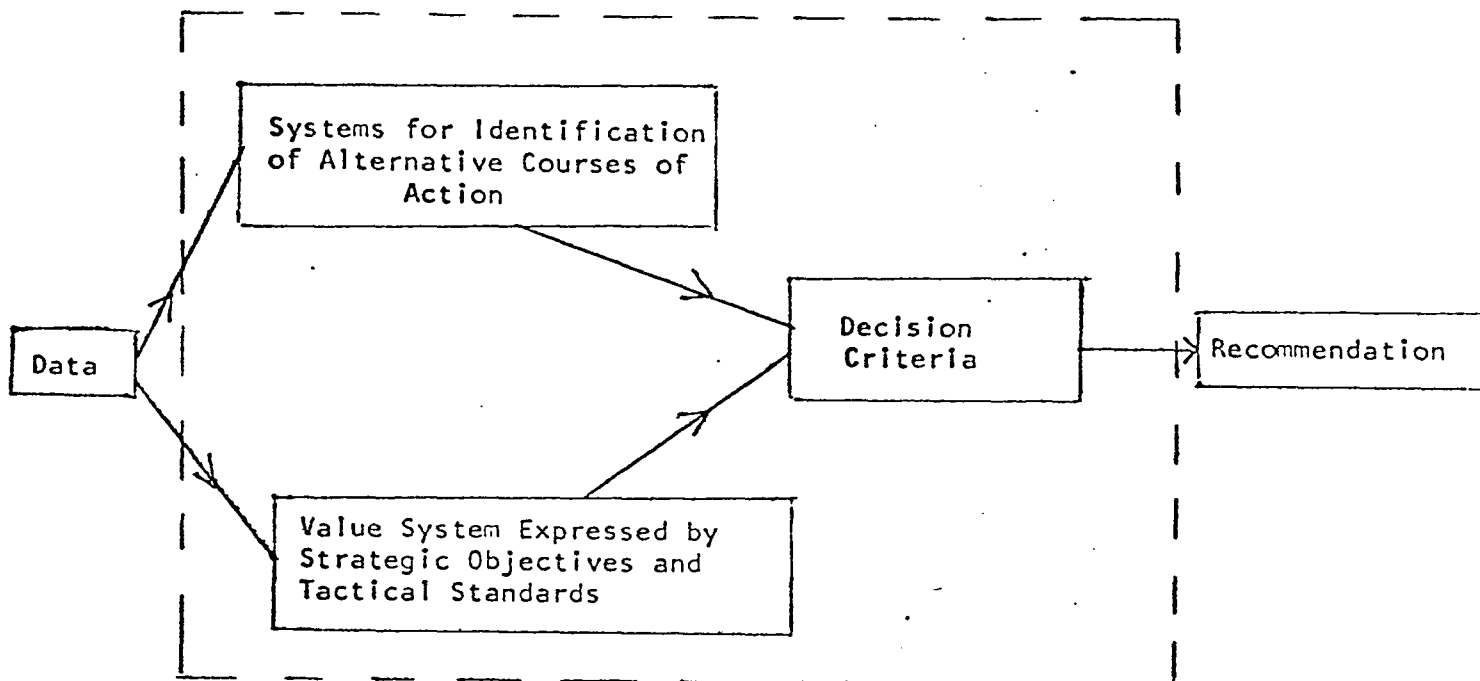 Systems for Identification
of Alternative Courses of
Action
Data
Decision
Criteria
Recommendation
Value System Expressed by
Strategic Objectives and
Tactical Standards